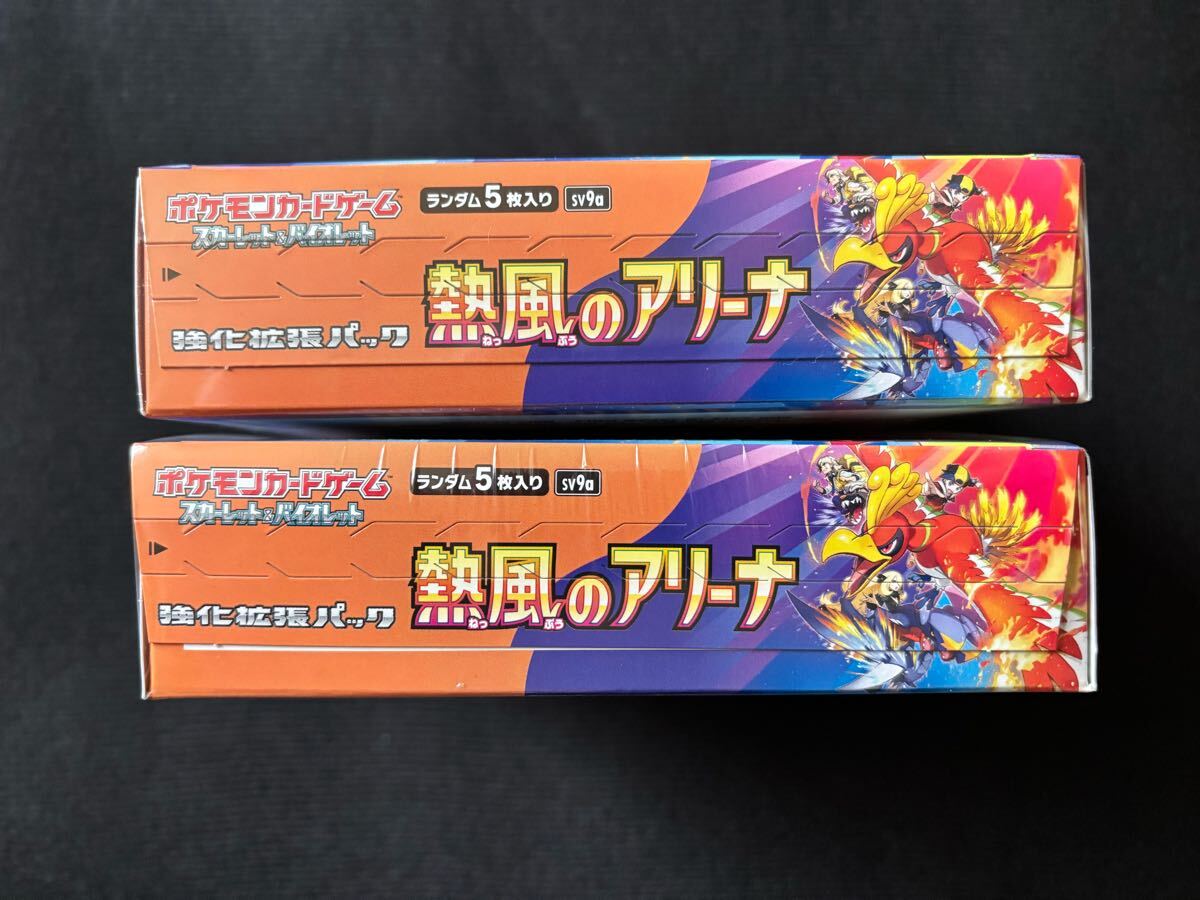 ポケモンカードゲーム™
スカーレット&バイオレット
ランダム5枚入り
sv9a
強化拡張パック
熱風のアリーナ
ねっ ぷう
ポケモンカードゲーム™
スカーレット&バイオレット
ランダム5枚入り
sv9a
強化拡張パック
熱風のアリーナ
ねっ ぷう